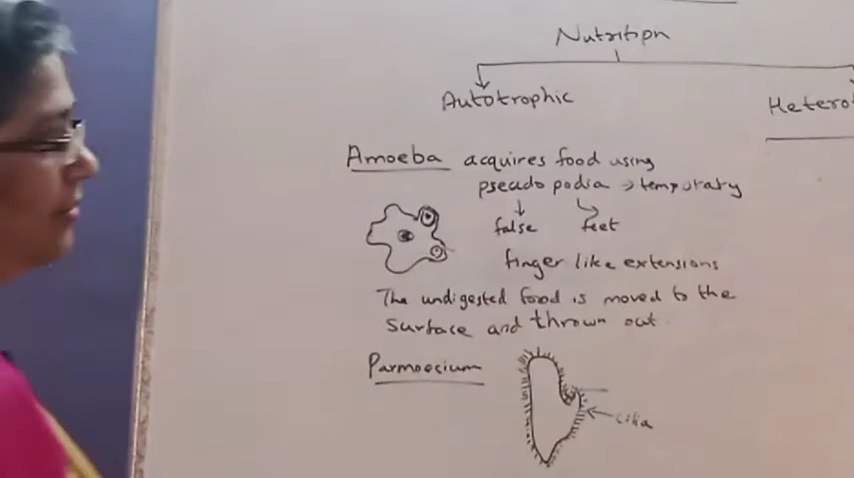 Nutrition
Autotrophic
Heterot
Amoeba acquires food using
pseudo podia → temporary
false feet
finger like extensions
The undigested food is moved to the
surface and thrown out.
Parmoecium
cilia